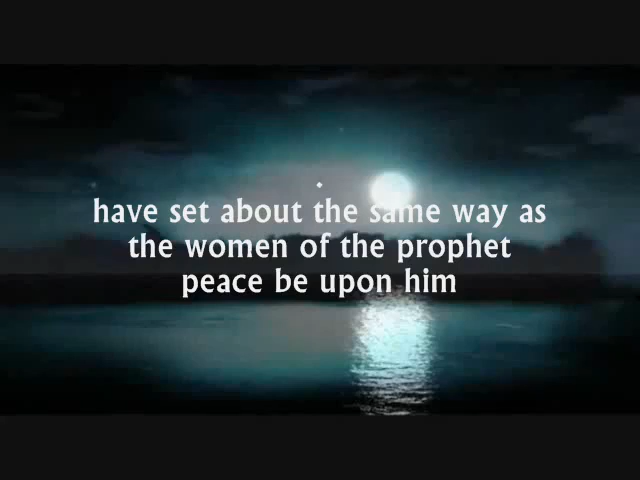 have set about the same way as
the women of the prophet
peace be upon him